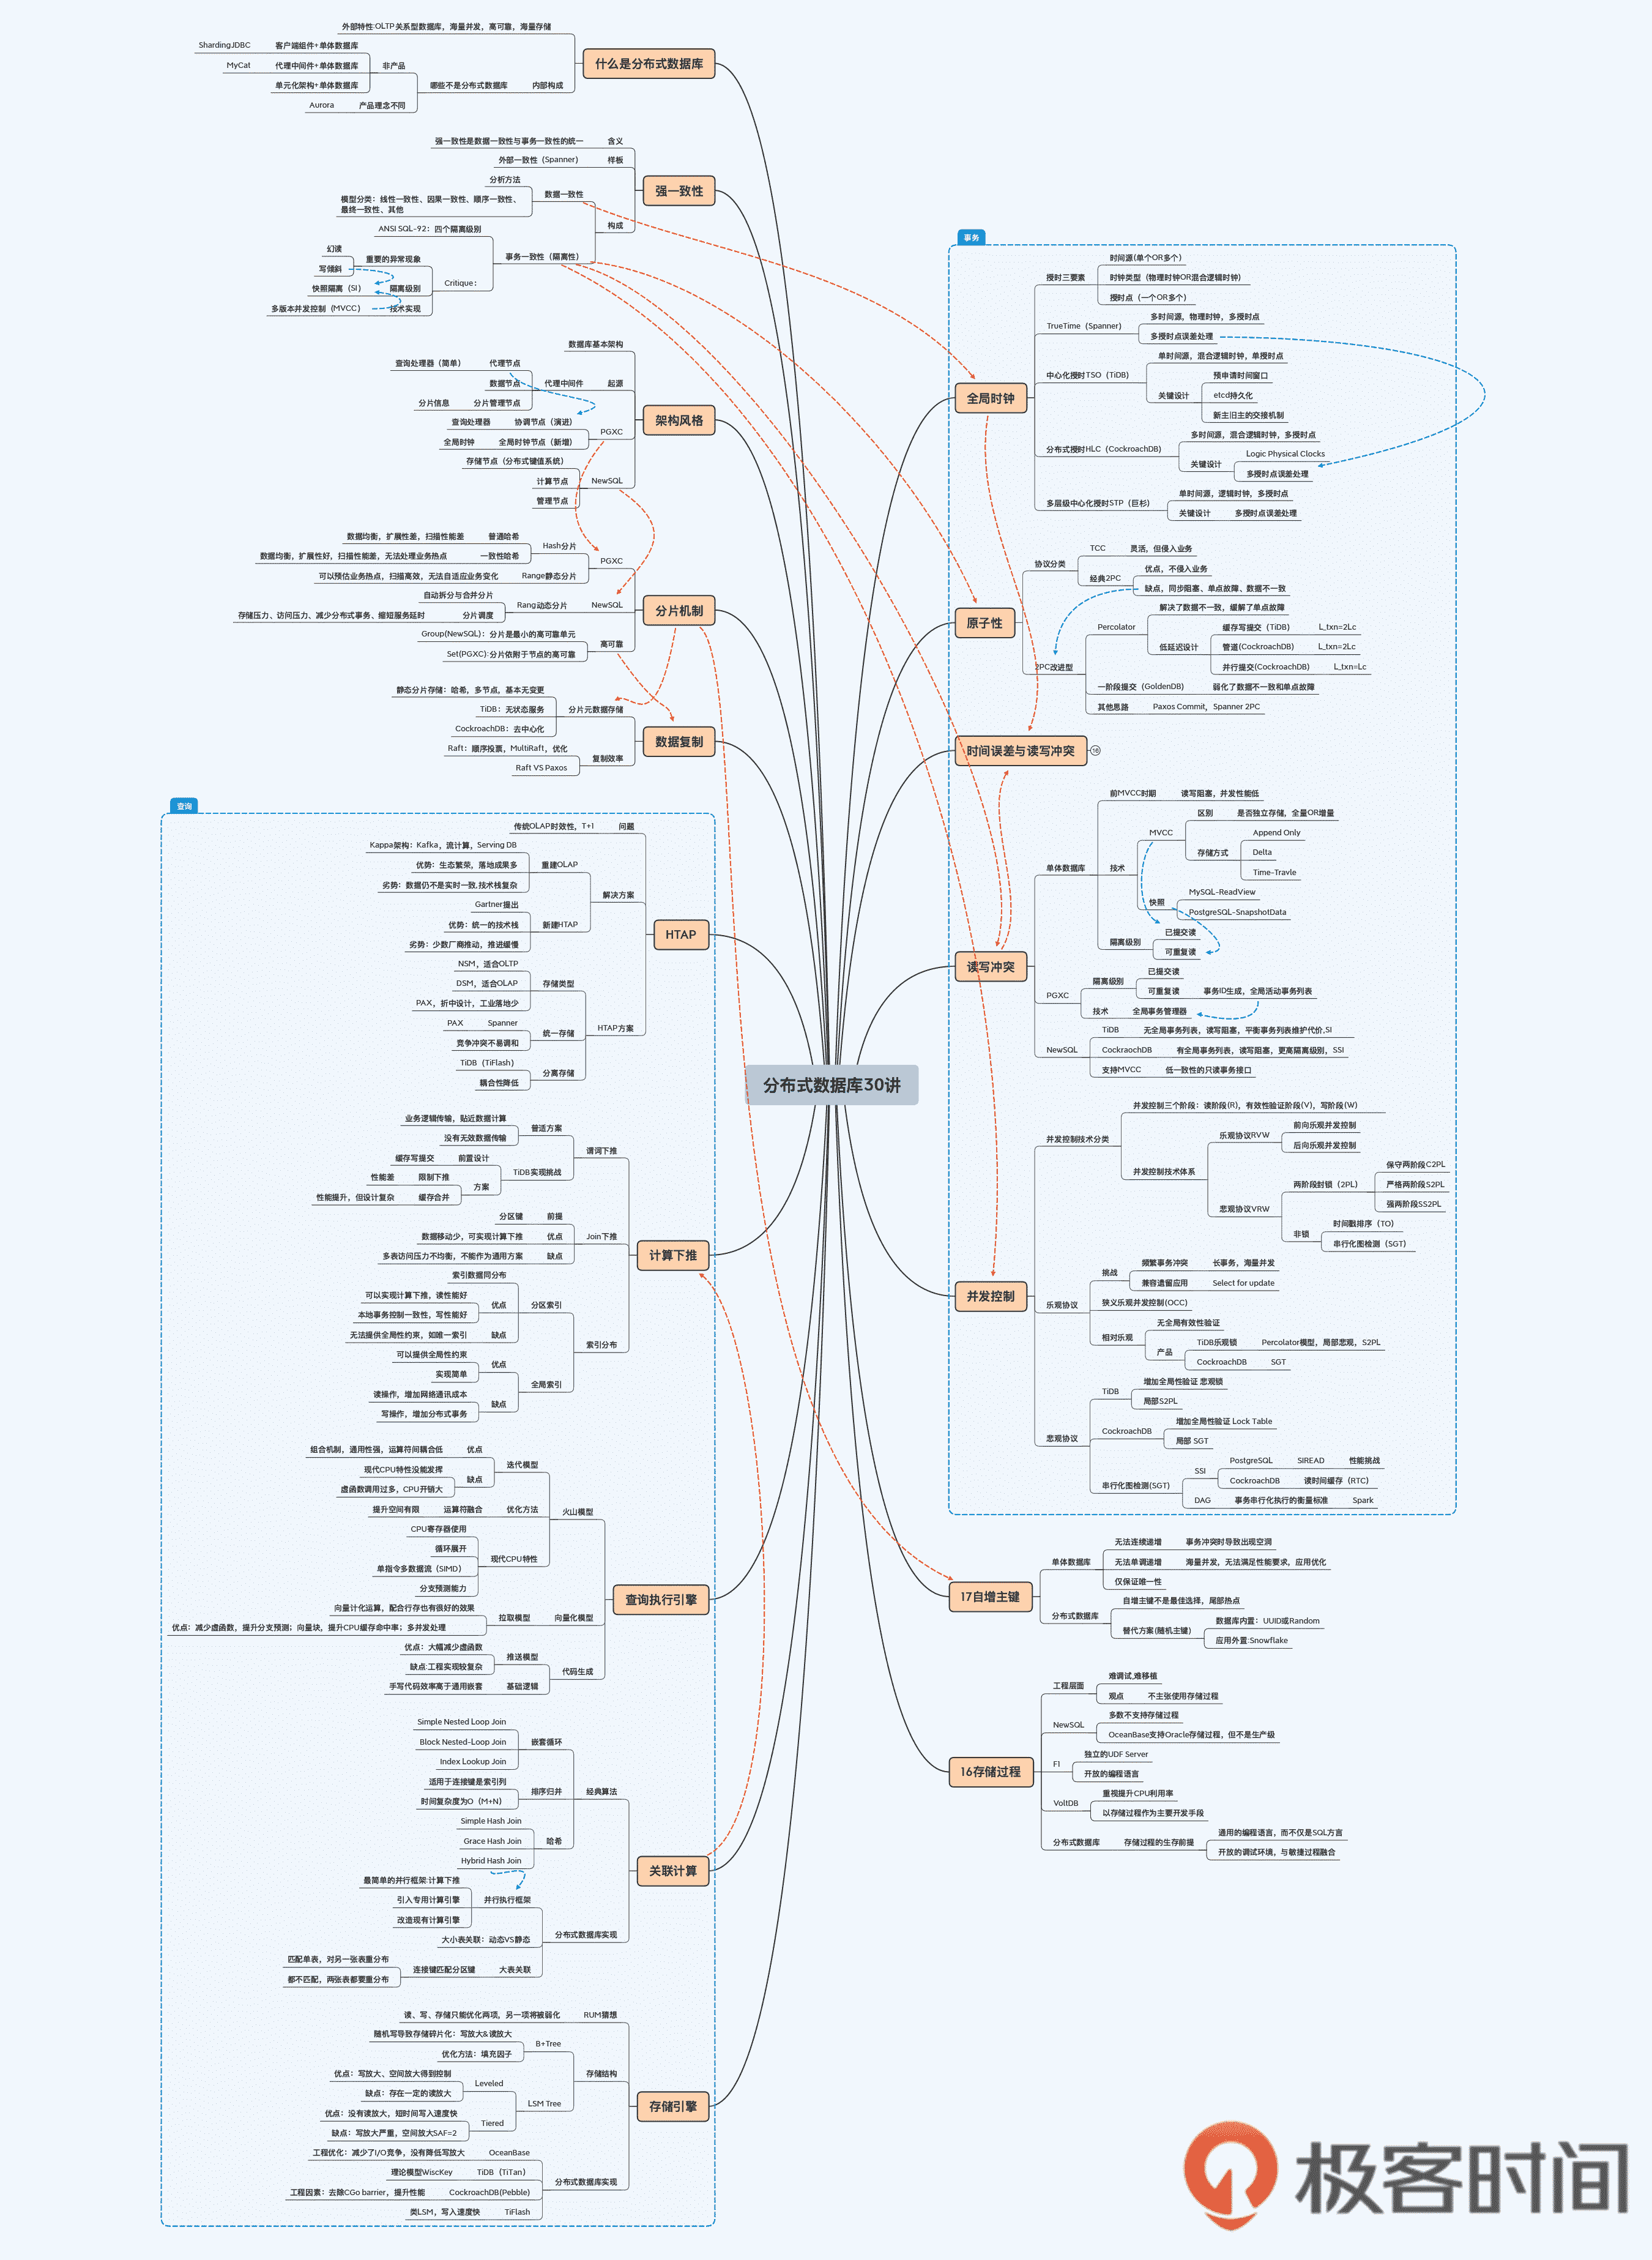 分布式数据库30讲
什么是分布式数据库
外部特性:OLTP关系型数据库，海量并发，高可靠，海量存储
内部构成
哪些不是分布式数据库
非产品
客户端组件+单体数据库
ShardingJDBC
代理中间件+单体数据库
MyCat
单元化架构+单体数据库
产品理念不同
Aurora
强一致性
含义
强一致性是数据一致性与事务一致性的统一
样板
外部一致性（Spanner）
构成
数据一致性
分析方法
模型分类：线性一致性、因果一致性、顺序一致性、
最终一致性、其他
事务一致性（隔离性）
ANSI SQL-92：四个隔离级别
Critique：
重要的异常现象
幻读
写倾斜
隔离级别
快照隔离（SI）
技术实现
多版本并发控制（MVCC）
架构风格
数据库基本架构
起源
代理中间件
代理节点
查询处理器（简单）
数据节点
分片管理节点
分片信息
PGXC
协调节点（演进）
查询处理器
全局时钟节点（新增）
全局时钟
NewSQL
存储节点（分布式键值系统）
计算节点
管理节点
分片机制
PGXC
Hash分片
普通哈希
数据均衡，扩展性差，扫描性能差
一致性哈希
数据均衡，扩展性好，扫描性能差，无法处理业务热点
Range静态分片
可以预估业务热点，扫描高效，无法自适应业务变化
NewSQL
Rang动态分片
自动拆分与合并分片
分片调度
存储压力、访问压力、减少分布式事务、缩短服务延时
高可靠
Group(NewSQL)：分片是最小的高可靠单元
Set(PGXC):分片依附于节点的高可靠
数据复制
分片元数据存储
静态分片存储：哈希，多节点，基本无变更
TiDB：无状态服务
CockroachDB：去中心化
复制效率
Raft：顺序投票，MultiRaft，优化
Raft VS Paxos
查询
HTAP
问题
传统OLAP时效性，T+1
解决方案
重建OLAP
Kappa架构：Kafka，流计算，Serving DB
优势：生态繁荣，落地成果多
劣势：数据仍不是实时一致,技术栈复杂
新建HTAP
Gartner提出
优势：统一的技术栈
劣势：少数厂商推动，推进缓慢
HTAP方案
存储类型
NSM，适合OLTP
DSM，适合OLAP
PAX，折中设计，工业落地少
统一存储
Spanner
PAX
竞争冲突不易调和
分离存储
TiDB（TiFlash）
耦合性降低
计算下推
谓词下推
普适方案
业务逻辑传输，贴近数据计算
没有无效数据传输
TiDB实现挑战
前置设计
缓存写提交
方案
限制下推
性能差
缓存合并
性能提升，但设计复杂
Join下推
前提
分区键
优点
数据移动少，可实现计算下推
缺点
多表访问压力不均衡，不能作为通用方案
索引分布
分区索引
索引数据同分布
优点
可以实现计算下推，读性能好
本地事务控制一致性，写性能好
缺点
无法提供全局性约束，如唯一索引
全局索引
优点
可以提供全局性约束
实现简单
缺点
读操作，增加网络通讯成本
写操作，增加分布式事务
查询执行引擎
火山模型
迭代模型
优点
组合机制，通用性强，运算符间耦合低
缺点
现代CPU特性没能发挥
虚函数调用过多，CPU开销大
优化方法
运算符融合
提升空间有限
现代CPU特性
CPU寄存器使用
循环展开
单指令多数据流（SIMD）
分支预测能力
向量化模型
拉取模型
向量计化运算，配合行存也有很好的效果
优点：减少虚函数，提升分支预测；向量块，提升CPU缓存命中率；多并发处理
代码生成
推送模型
优点：大幅减少虚函数
缺点:工程实现较复杂
基础逻辑
手写代码效率高于通用嵌套
关联计算
经典算法
嵌套循环
Simple Nested Loop Join
Block Nested-Loop Join
Index Lookup Join
排序归并
适用于连接键是索引列
时间复杂度为O（M+N）
哈希
Simple Hash Join
Grace Hash Join
Hybrid Hash Join
分布式数据库实现
并行执行框架
最简单的并行框架:计算下推
引入专用计算引擎
改造现有计算引擎
大小表关联：动态VS静态
大表关联
连接键匹配分区键
匹配单表，对另一张表重分布
都不匹配，两张表都要重分布
存储引擎
RUM猜想
读、写、存储只能优化两项，另一项将被弱化
存储结构
B+Tree
随机写导致存储碎片化：写放大&读放大
优化方法：填充因子
LSM Tree
Leveled
优点：写放大、空间放大得到控制
缺点：存在一定的读放大
Tiered
优点：没有读放大，短时间写入速度快
缺点：写放大严重，空间放大SAF=2
分布式数据库实现
OceanBase
工程优化：减少了I/O竞争，没有降低写放大
TiDB（TiTan）
理论模型WiscKey
CockroachDB(Pebble)
工程因素：去除CGo barrier，提升性能
TiFlash
类LSM，写入速度快
事务
全局时钟
授时三要素
时间源(单个OR多个）
时钟类型（物理时钟OR混合逻辑时钟）
授时点（一个OR多个）
TrueTime（Spanner）
多时间源，物理时钟，多授时点
多授时点误差处理
中心化授时TSO（TiDB）
单时间源，混合逻辑时钟，单授时点
关键设计
预申请时间窗口
etcd持久化
新主旧主的交接机制
分布式授时HLC（CockroachDB）
多时间源，混合逻辑时钟，多授时点
关键设计
Logic Physical Clocks
多授时点误差处理
多层级中心化授时STP（巨杉）
单时间源，逻辑时钟，多授时点
关键设计
多授时点误差处理
原子性
协议分类
TCC
灵活，但侵入业务
经典2PC
优点，不侵入业务
缺点，同步阻塞、单点故障、数据不一致
2PC改进型
Percolator
解决了数据不一致，缓解了单点故障
低延迟设计
缓存写提交（TiDB）
L_txn=2Lc
管道(CockroachDB)
L_txn=2Lc
并行提交(CockroachDB)
L_txn=Lc
一阶段提交（GoldenDB）
弱化了数据不一致和单点故障
其他思路
Paxos Commit，Spanner 2PC
时间误差与读写冲突
16
读写冲突
单体数据库
前MVCC时期
读写阻塞，并发性能低
技术
MVCC
区别
是否独立存储，全量OR增量
存储方式
Append Only
Delta
Time-Travle
快照
MySQL-ReadView
PostgreSQL-SnapshotData
隔离级别
已提交读
可重复读
PGXC
隔离级别
已提交读
可重复读
事务ID生成，全局活动事务列表
技术
全局事务管理器
NewSQL
TiDB
无全局事务列表，读写阻塞，平衡事务列表维护代价,SI
CockraochDB
有全局事务列表，读写阻塞，更高隔离级别，SSI
支持MVCC
低一致性的只读事务接口
并发控制
并发控制技术分类
并发控制三个阶段：读阶段(R)，有效性验证阶段(V)，写阶段(W)
并发控制技术体系
乐观协议RVW
前向乐观并发控制
后向乐观并发控制
悲观协议VRW
两阶段封锁（2PL）
保守两阶段C2PL
严格两阶段S2PL
强两阶段SS2PL
非锁
时间戳排序（TO）
串行化图检测（SGT）
乐观协议
挑战
频繁事务冲突
长事务，海量并发
兼容遗留应用
Select for update
狭义乐观并发控制(OCC)
相对乐观
无全局有效性验证
产品
TiDB乐观锁
Percolator模型，局部悲观，S2PL
CockroachDB
SGT
悲观协议
TiDB
增加全局性验证 悲观锁
局部S2PL
CockroachDB
增加全局性验证 Lock Table
局部 SGT
串行化图检测(SGT)
SSI
PostgreSQL
SIREAD
性能挑战
CockroachDB
读时间缓存（RTC）
DAG
事务串行化执行的衡量标准
Spark
17自增主键
单体数据库
无法连续递增
事务冲突时导致出现空洞
无法单调递增
海量并发，无法满足性能要求，应用优化
仅保证唯一性
分布式数据库
自增主键不是最佳选择，尾部热点
替代方案(随机主键)
数据库内置：UUID或Random
应用外置:Snowflake
16存储过程
工程层面
难调试,难移植
观点
不主张使用存储过程
NewSQL
多数不支持存储过程
OceanBase支持Oracle存储过程，但不是生产级
F1
独立的UDF Server
开放的编程语言
VoltDB
重视提升CPU利用率
以存储过程作为主要开发手段
分布式数据库
存储过程的生存前提
通用的编程语言，而不仅是SQL方言
开放的调试环境，与敏捷过程融合
极客时间